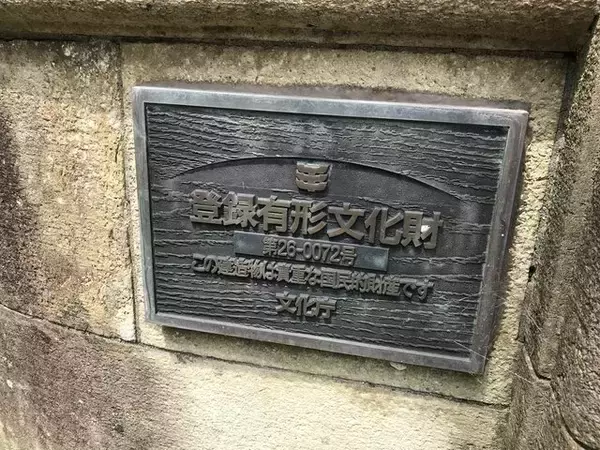 登録有形文化財
第26-0072号
この建造物は貴重な国民的財産です
文化庁